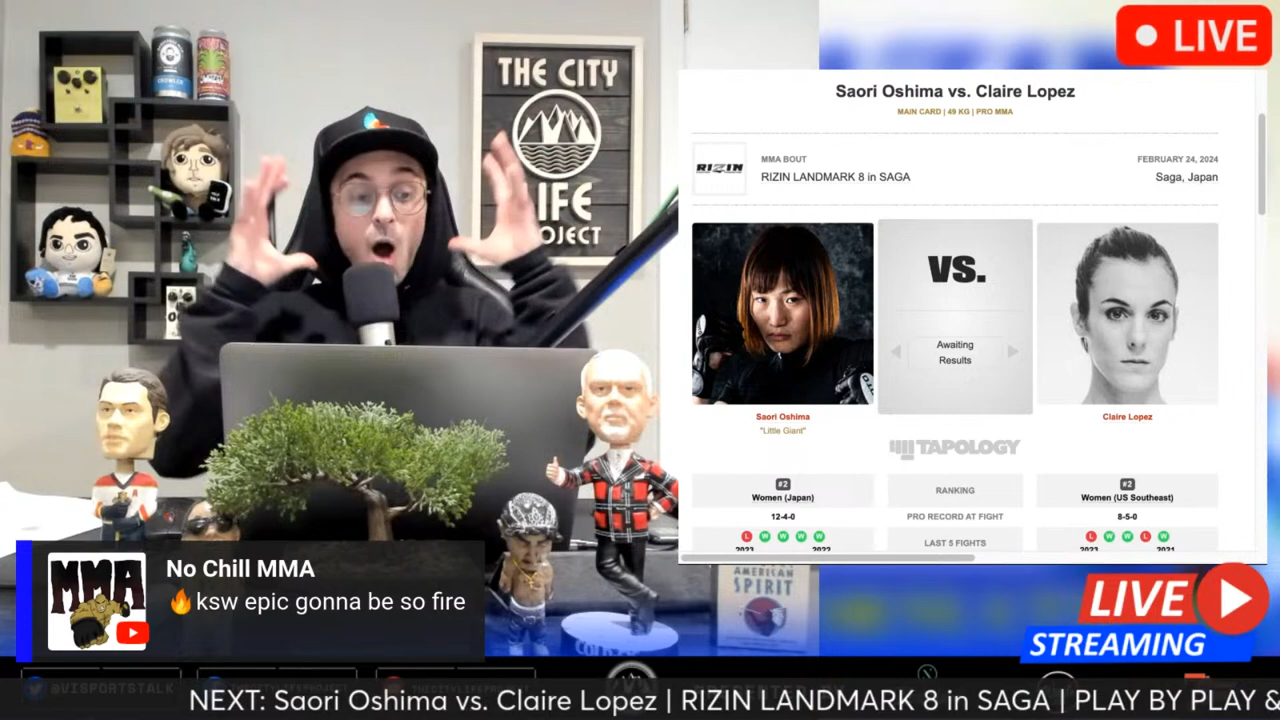 LIVE
THE CITY
LIFE
PROJECT
Saori Oshima vs. Claire Lopez
MAIN CARD | 49 KG | PRO MMA
RIZIN
MMA BOUT
RIZIN LANDMARK 8 in SAGA
FEBRUARY 24, 2024
Saga, Japan
VS.
Awaiting
Results
Saori Oshima
"Little Giant"
Claire Lopez
TAPOLOGY
#2
Women (Japan)
RANKING
#2
Women (US Southeast)
12-4-0
PRO RECORD AT FIGHT
8-5-0
L W W W W
LAST 5 FIGHTS
L W W L W
2023 2022
2023 2021
AMERICAN
SPIRIT
MMA
No Chill MMA
🔥ksw epic gonna be so fire
LIVE
STREAMING
@VISPORTSTALK
NEXT: Saori Oshima vs. Claire Lopez | RIZIN LANDMARK 8 in SAGA | PLAY BY PLAY &